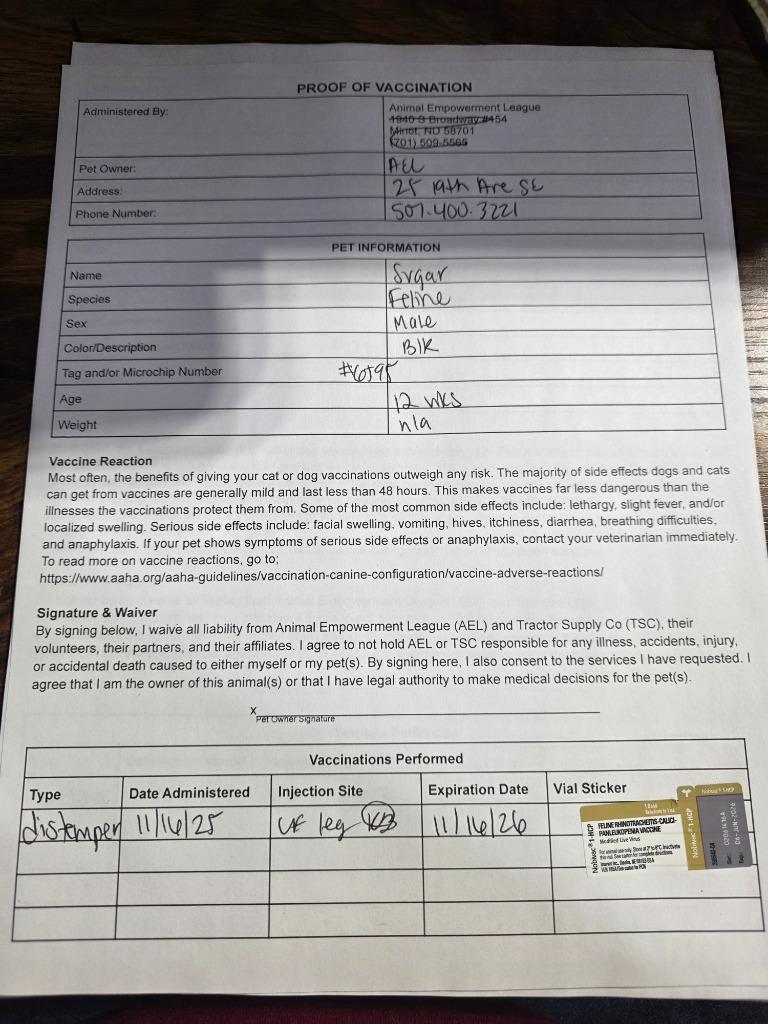 PROOF OF VACCINATION
Administered By:
Animal Empowerment League
1940 S Broadway #454
Minot, ND 58701
(701) 509-5565
Pet Owner: AEL
Address: 25 19th Ave SE
Phone Number: 507.400.3221
PET INFORMATION
Name Sugar
Species Feline
Sex Male
Color/Description Blk
Tag and/or Microchip Number #6595
Age 12 wks
Weight n/a
Vaccine Reaction
Most often, the benefits of giving your cat or dog vaccinations outweigh any risk. The majority of side effects dogs and cats
can get from vaccines are generally mild and last less than 48 hours. This makes vaccines far less dangerous than the
illnesses the vaccinations protect them from. Some of the most common side effects include: lethargy, slight fever, and/or
localized swelling. Serious side effects include: facial swelling, vomiting, hives, itchiness, diarrhea, breathing difficulties,
and anaphylaxis. If your pet shows symptoms of serious side effects or anaphylaxis, contact your veterinarian immediately.
To read more on vaccine reactions, go to:
https://www.aaha.org/aaha-guidelines/vaccination-canine-configuration/vaccine-adverse-reactions/
Signature & Waiver
By signing below, I waive all liability from Animal Empowerment League (AEL) and Tractor Supply Co (TSC), their
volunteers, their partners, and their affiliates. I agree to not hold AEL or TSC responsible for any illness, accidents, injury,
or accidental death caused to either myself or my pet(s). By signing here, I also consent to the services I have requested. I
agree that I am the owner of this animal(s) or that I have legal authority to make medical decisions for the pet(s).
X
Pet Owner Signature
Vaccinations Performed
Type Date Administered Injection Site Expiration Date Vial Sticker
distemper 11/16/25 leg 11/16/26
Nobivac® 1-HCP
1 Dose
FELINE RHINOTRACHEITIS-CALICI-
PANLEUKOPENIA VACCINE
Modified Live Virus
Nobivac® 1-HCP
Nobivac® 1-HCP